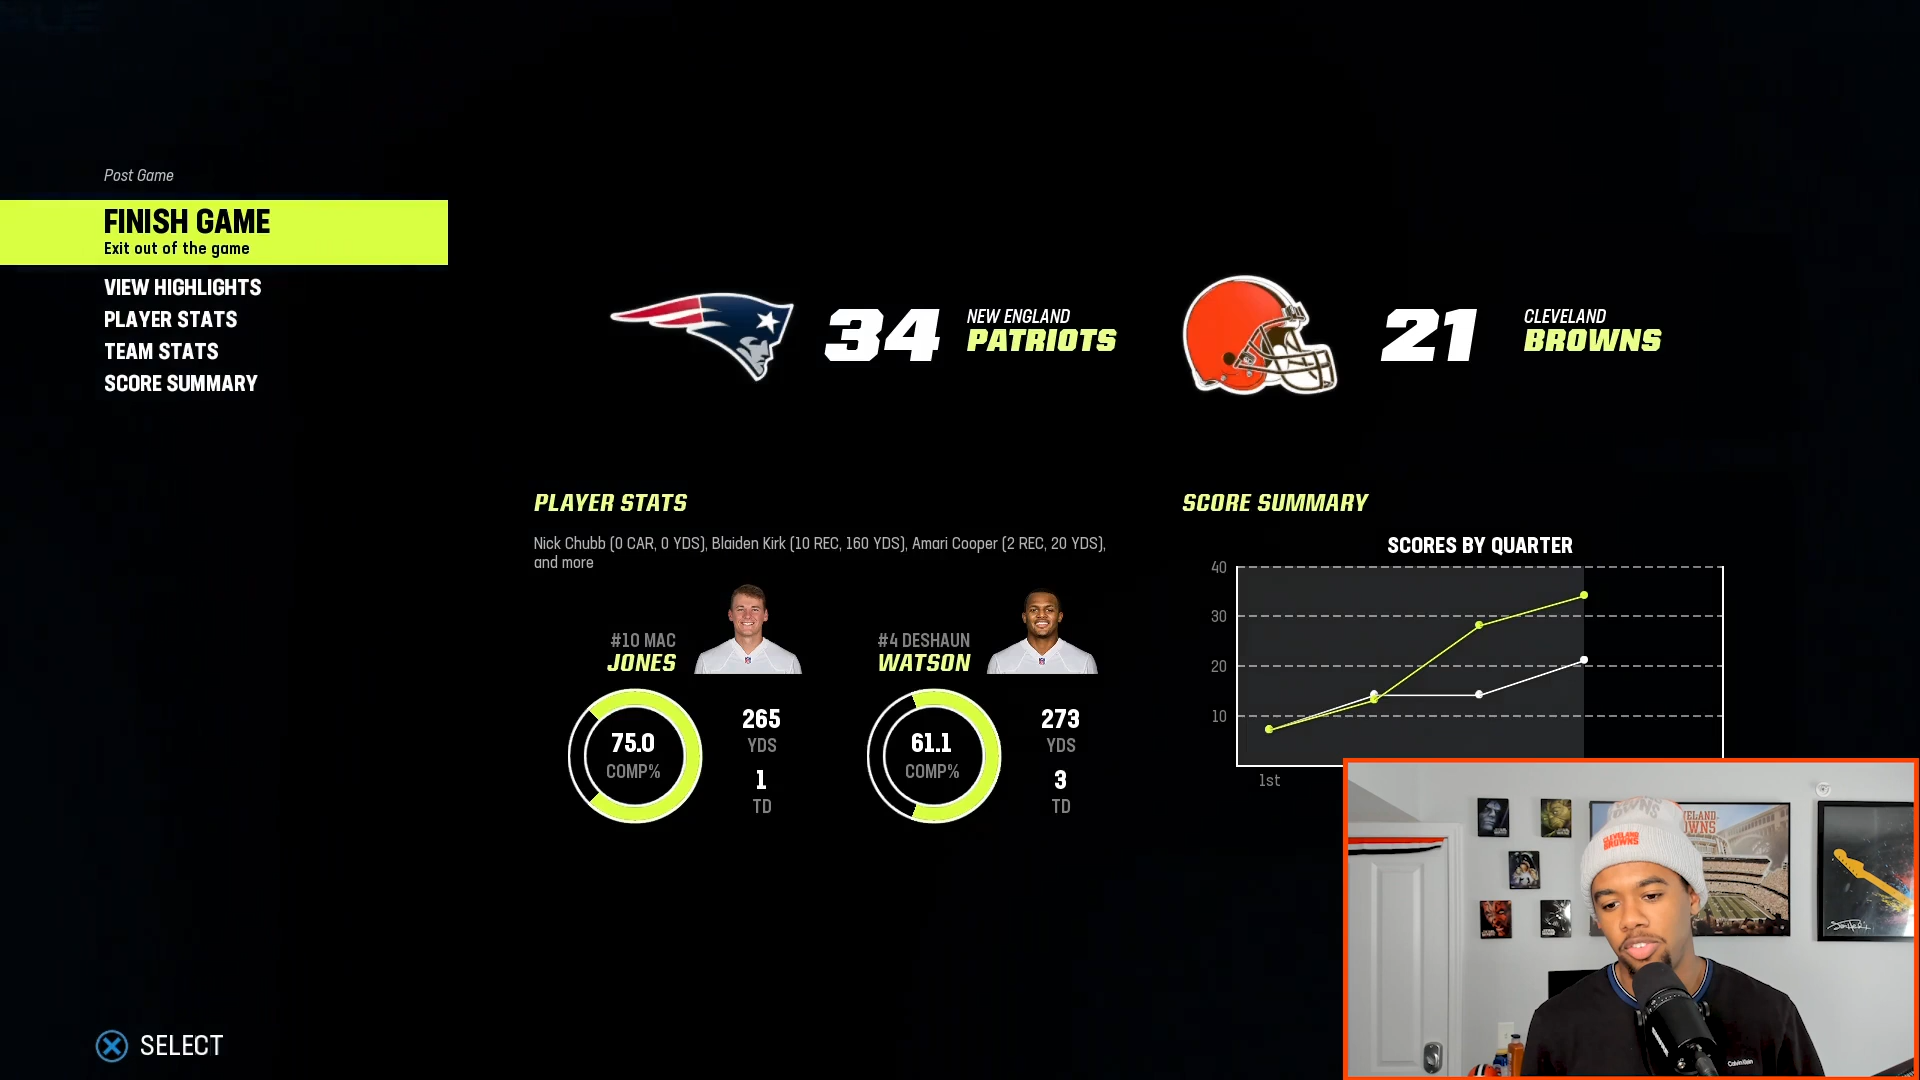 Post Game
FINISH GAME
Exit out of the game
VIEW HIGHLIGHTS
PLAYER STATS
TEAM STATS
SCORE SUMMARY
34
NEW ENGLAND
PATRIOTS
21
CLEVELAND
BROWNS
PLAYER STATS
Nick Chubb (0 CAR, 0 YDS), Blaiden Kirk (10 REC, 160 YDS), Amari Cooper (2 REC, 20 YDS),
and more
#10 MAC
JONES
75.0
COMP%
265
YDS
1
TD
#4 DESHAUN
WATSON
61.1
COMP%
273
YDS
3
TD
SCORE SUMMARY
SCORES BY QUARTER
40
30
20
10
1st
CLEVELAND
BROWNS
Calvin Klein
SELECT